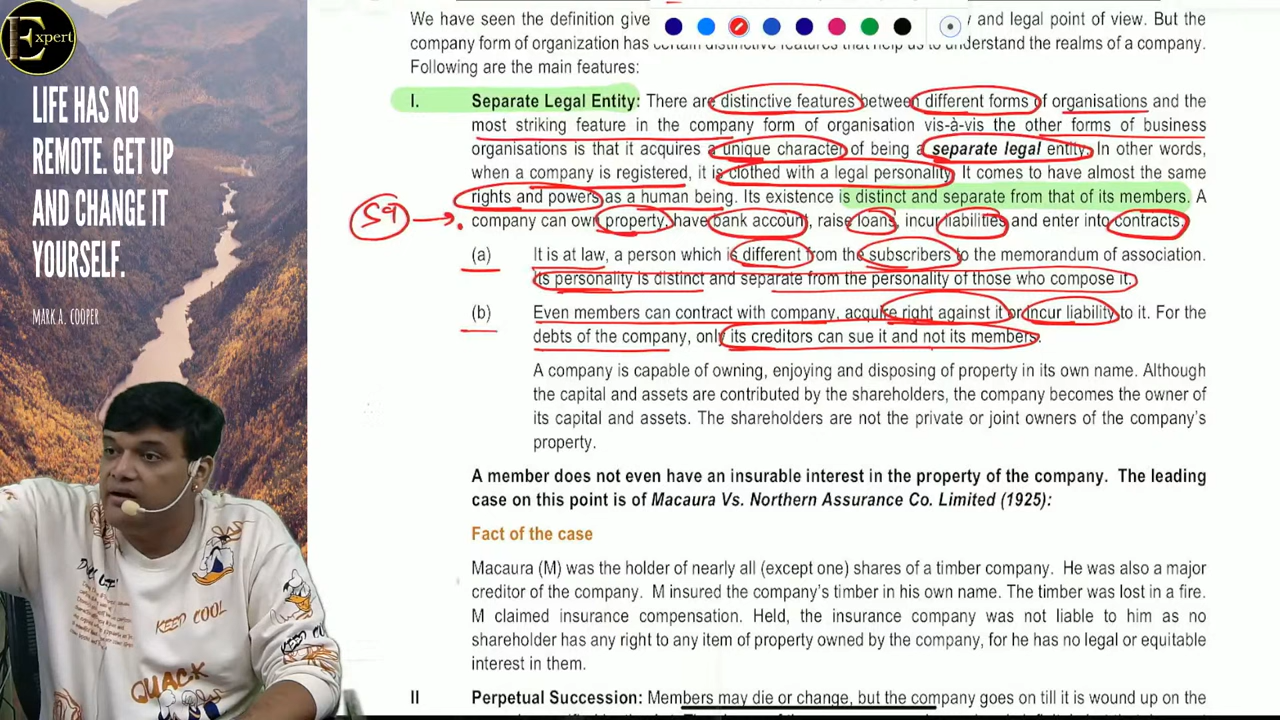 Expert
LIFE HAS NO
REMOTE. GET UP
AND CHANGE IT
YOURSELF.
MARK A. COOPER
We have seen the definition give
y and legal point of view. But the
company form of organization has certain distinctive features that help us to understand the realms of a company.
Following are the main features:
I. Separate Legal Entity: There are distinctive features between different forms of organisations and the
most striking feature in the company form of organisation vis-à-vis the other forms of business
organisations is that it acquires a unique character of being a separate legal entity. In other words,
when a company is registered, it is clothed with a legal personality. It comes to have almost the same
rights and powers as a human being. Its existence is distinct and separate from that of its members. A
company can own property, have bank account, raise loans, incur liabilities and enter into contracts.
(a) It is at law, a person which is different from the subscribers to the memorandum of association.
Its personality is distinct and separate from the personality of those who compose it.
(b) Even members can contract with company, acquire right against it or incur liability to it. For the
debts of the company, only its creditors can sue it and not its members.
A company is capable of owning, enjoying and disposing of property in its own name. Although
the capital and assets are contributed by the shareholders, the company becomes the owner of
its capital and assets. The shareholders are not the private or joint owners of the company's
property.
A member does not even have an insurable interest in the property of the company. The leading
case on this point is of Macaura Vs. Northern Assurance Co. Limited (1925):
Fact of the case
Macaura (M) was the holder of nearly all (except one) shares of a timber company. He was also a major
creditor of the company. M insured the company's timber in his own name. The timber was lost in a fire.
M claimed insurance compensation. Held, the insurance company was not liable to him as no
shareholder has any right to any item of property owned by the company, for he has no legal or equitable
interest in them.
II Perpetual Succession: Members may die or change, but the company goes on till it is wound up on the
KEEP COOL
QUACK